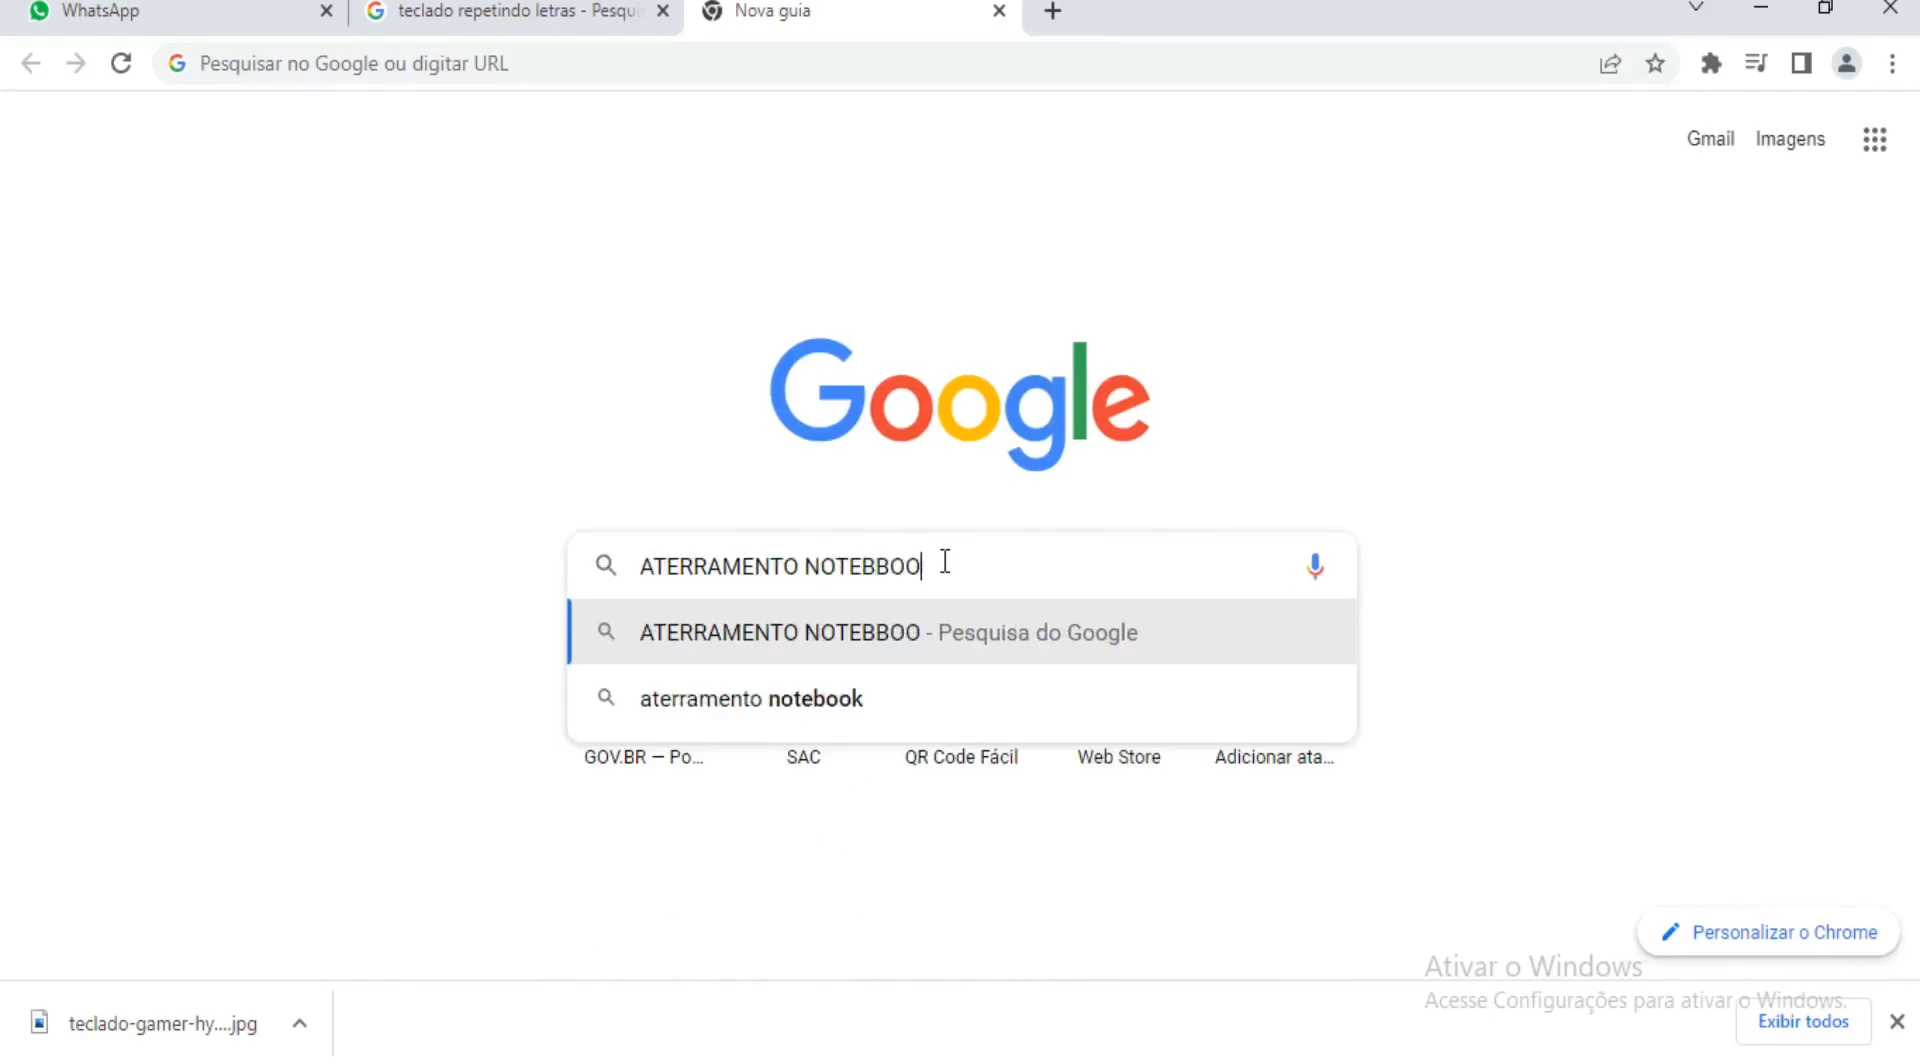 WhatsApp
teclado repetindo letras - Pesqui
Nova guia
Pesquisar no Google ou digitar URL
Gmail Imagens
Google
ATERRAMENTO NOTEBBOO
ATERRAMENTO NOTEBBOO - Pesquisa do Google
aterramento notebook
GOV.BR — Po... SAC QR Code Fácil Web Store Adicionar ata...
Personalizar o Chrome
Ativar o Windows
Acesse Configurações para ativar o Windows.
teclado-gamer-hy....jpg
Exibir todos